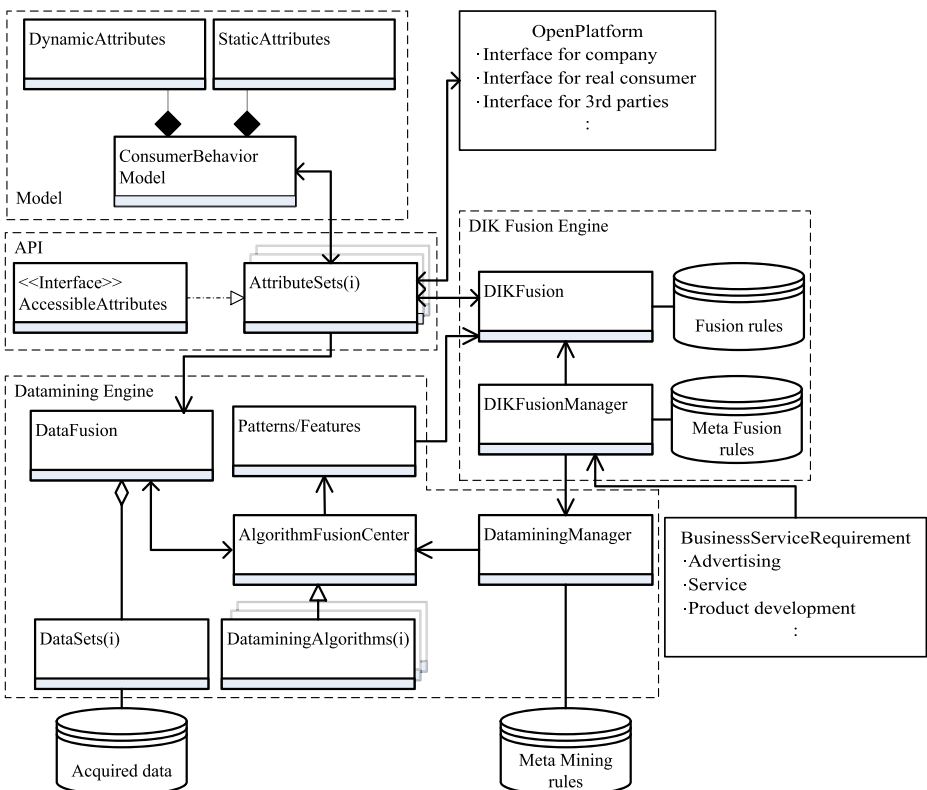 DynamicAttributes
StaticAttributes
ConsumerBehavior
Model
Model
OpenPlatform
·Interface for company
·Interface for real consumer
·Interface for 3rd parties
:
API
<<Interface>>
AccessibleAttributes
AttributeSets(i)
DIK Fusion Engine
DIKFusion
Fusion rules
DIKFusionManager
Meta Fusion
rules
Datamining Engine
DataFusion
Patterns/Features
AlgorithmFusionCenter
DataminingManager
BusinessServiceRequirement
·Advertising
·Service
·Product development
:
DataSets(i)
DataminingAlgorithms(i)
Acquired data
Meta Mining
rules